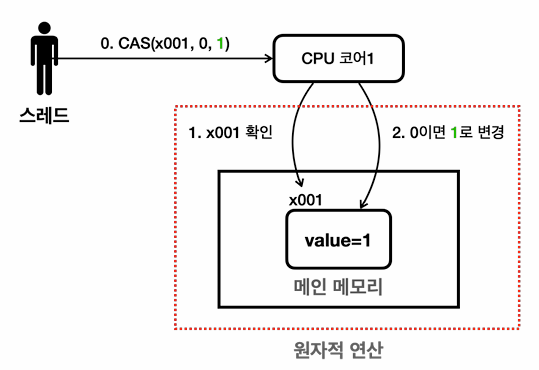 0. CAS(x001, 0, 1)
CPU 코어1
스레드
1. x001 확인
2. 0이면 1로 변경
x001
value=1
메인 메모리
원자적 연산